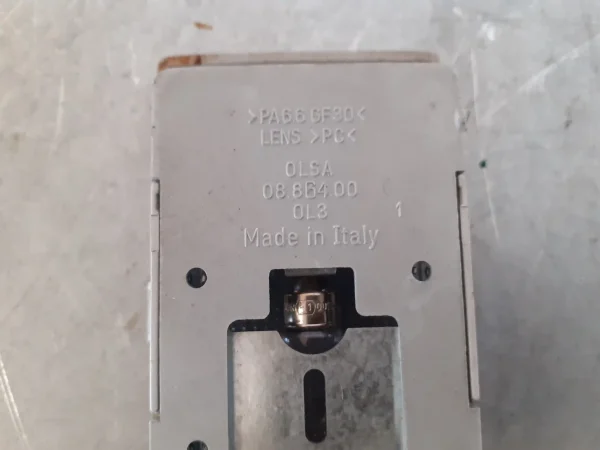 >PA66 GF30<
LENS >PC<
OLSA
08 864 00
OL3 1
Made in Italy